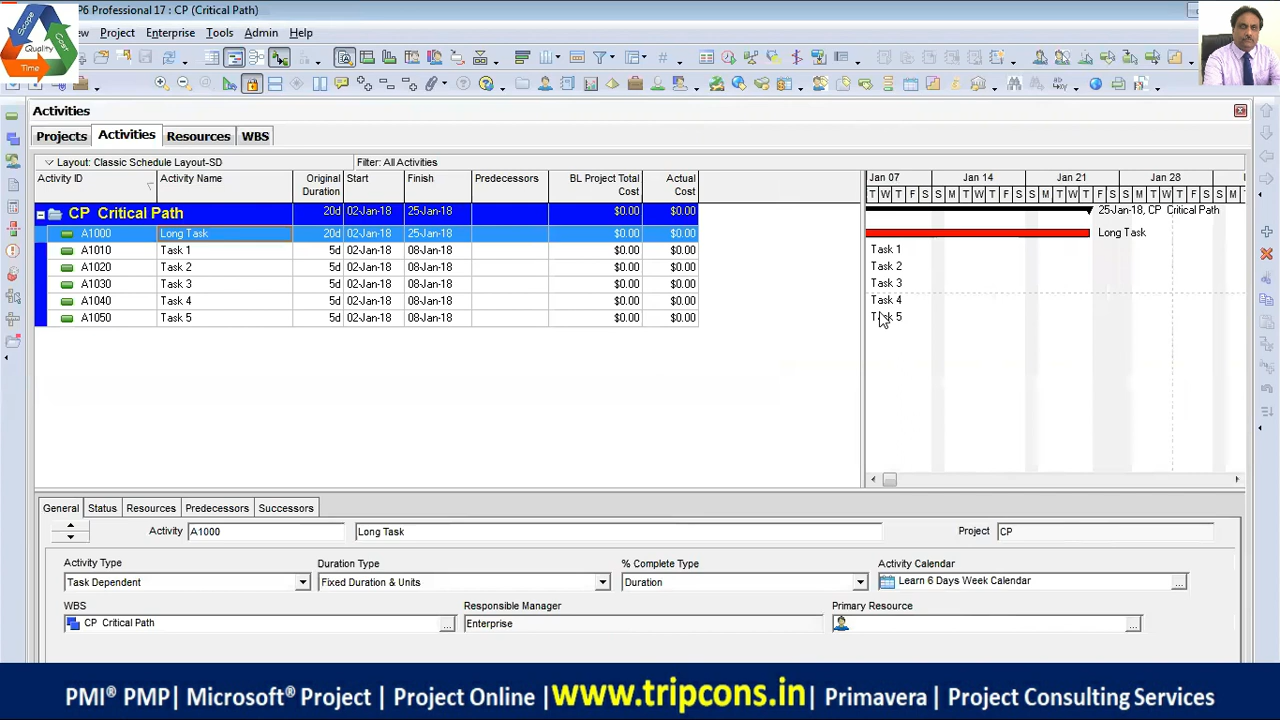 Scope
Quality
Cost
Time
P6 Professional 17 : CP (Critical Path)
Project Enterprise Tools Admin Help
Activities
Projects Activities Resources WBS
Layout: Classic Schedule Layout-SD Filter: All Activities
Activity ID Activity Name Original Duration Start Finish Predecessors BL Project Total Cost Actual Cost
Jan 07 Jan 14 Jan 21 Jan 28
T W T F S S M T W T F S S M T W T F S S M T W T F S S M
CP Critical Path 20d 02-Jan-18 25-Jan-18 $0.00 $0.00 25-Jan-18, CP Critical Path
A1000 Long Task 20d 02-Jan-18 25-Jan-18 $0.00 $0.00 Long Task
A1010 Task 1 5d 02-Jan-18 08-Jan-18 $0.00 $0.00 Task 1
A1020 Task 2 5d 02-Jan-18 08-Jan-18 $0.00 $0.00 Task 2
A1030 Task 3 5d 02-Jan-18 08-Jan-18 $0.00 $0.00 Task 3
A1040 Task 4 5d 02-Jan-18 08-Jan-18 $0.00 $0.00 Task 4
A1050 Task 5 5d 02-Jan-18 08-Jan-18 $0.00 $0.00 Task 5
General Status Resources Predecessors Successors
Activity A1000 Long Task Project CP
Activity Type Duration Type % Complete Type Activity Calendar
Task Dependent Fixed Duration & Units Duration Learn 6 Days Week Calendar
WBS Responsible Manager Primary Resource
CP Critical Path Enterprise
PMI® PMP| Microsoft® Project | Project Online |www.tripcons.in| Primavera | Project Consulting Services